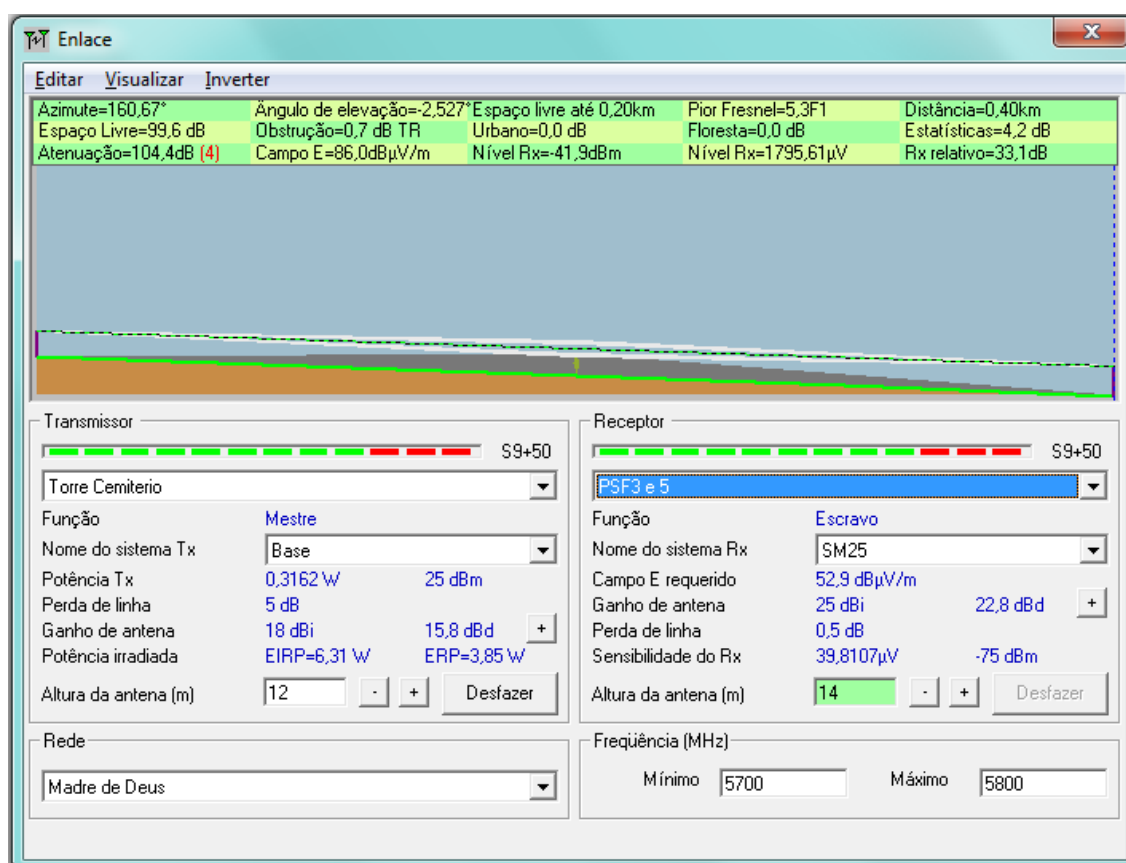 Enlace
Editar Visualizar Inverter
Azimute=160,67° Ângulo de elevação=-2,527° Espaço livre até 0,20km Pior Fresnel=5,3F1 Distância=0,40km
Espaço Livre=99,6 dB Obstrução=0,7 dB TR Urbano=0,0 dB Floresta=0,0 dB Estatísticas=4,2 dB
Atenuação=104,4dB (4) Campo E=86,0dBµV/m Nível Rx=-41,9dBm Nível Rx=1795,61µV Rx relativo=33,1dB
Transmissor
S9+50
Torre Cemiterio
Função Mestre
Nome do sistema Tx Base
Potência Tx 0,3162 W 25 dBm
Perda de linha 5 dB
Ganho de antena 18 dBi 15,8 dBd +
Potência irradiada EIRP=6,31 W ERP=3,85 W
Altura da antena (m) 12 - + Desfazer
Receptor
S9+50
PSF3 e 5
Função Escravo
Nome do sistema Rx SM25
Campo E requerido 52,9 dBµV/m
Ganho de antena 25 dBi 22,8 dBd +
Perda de linha 0,5 dB
Sensibilidade do Rx 39,8107µV -75 dBm
Altura da antena (m) 14 - + Desfazer
Rede
Madre de Deus
Freqüência (MHz)
Mínimo 5700 Máximo 5800